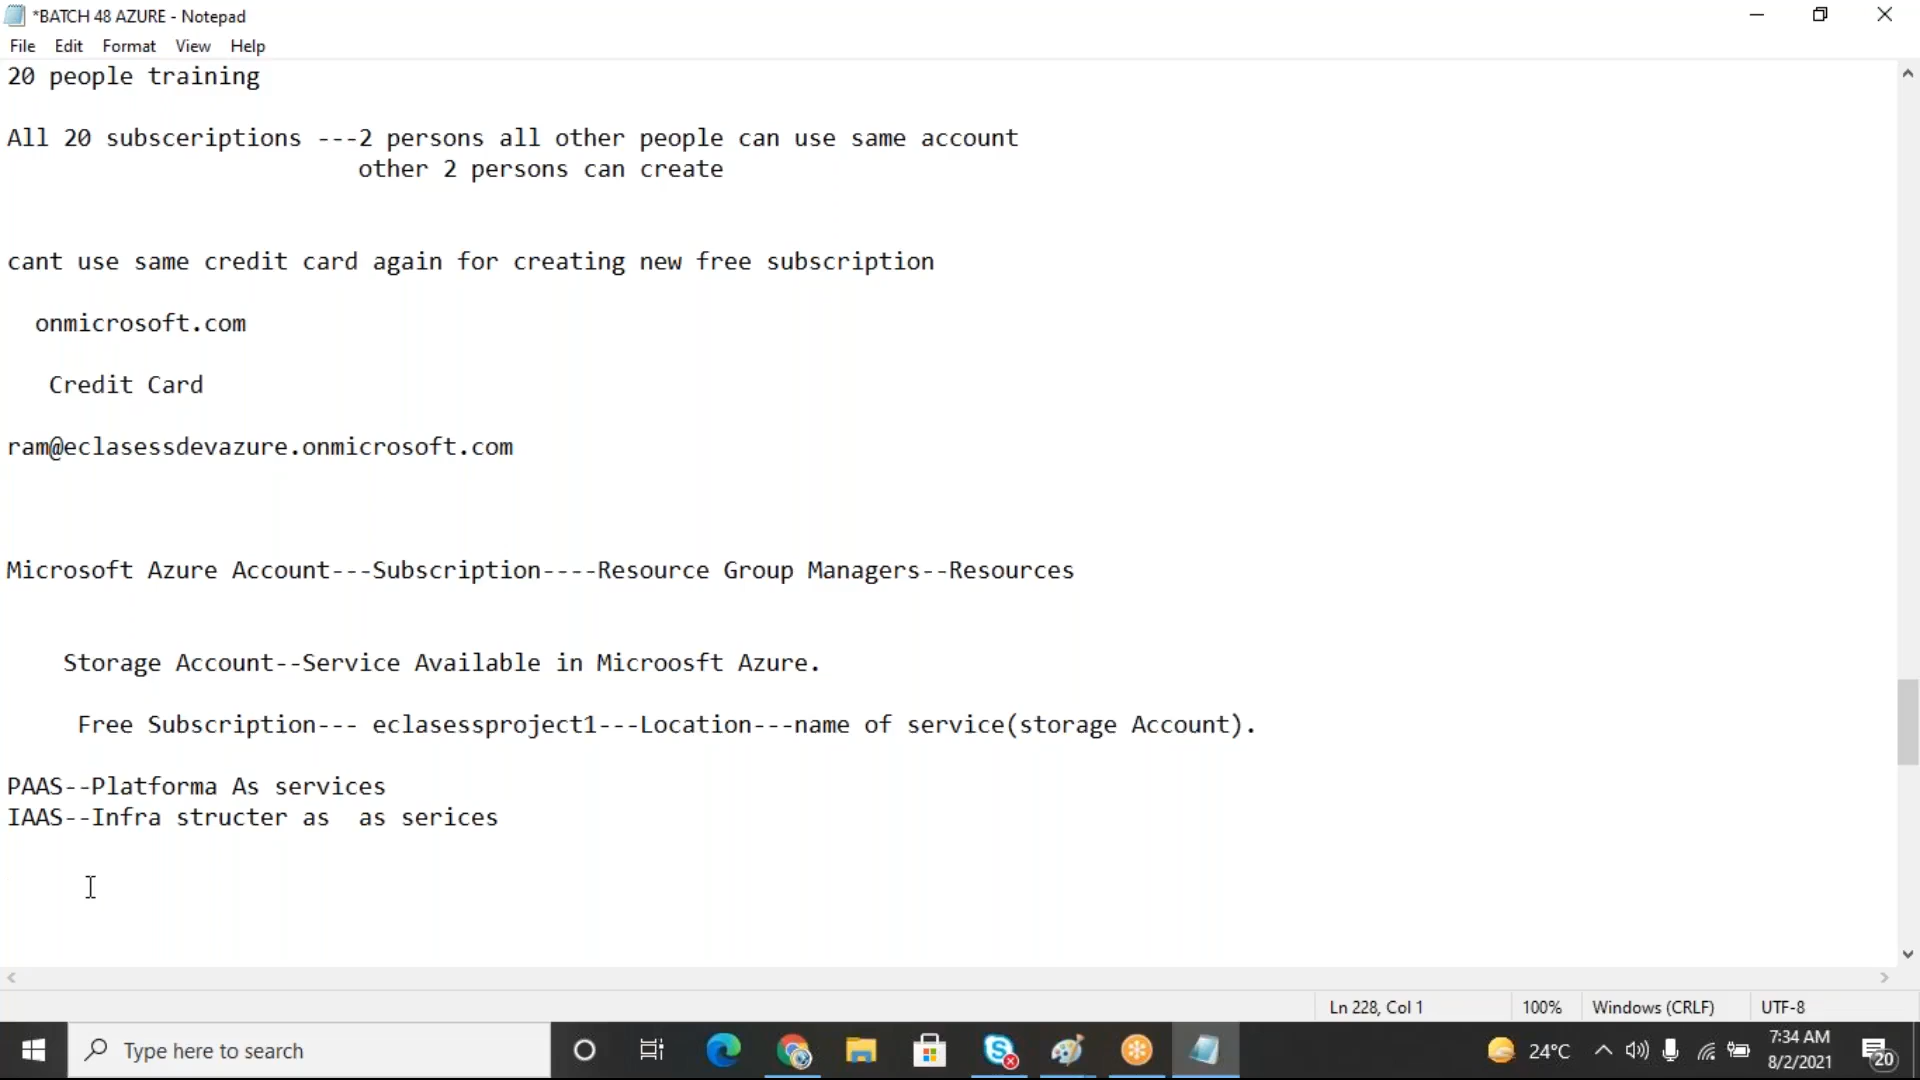 *BATCH 48 AZURE - Notepad
File Edit Format View Help
20 people training
All 20 subsceriptions ---2 persons all other people can use same account
other 2 persons can create
cant use same credit card again for creating new free subscription
onmicrosoft.com
Credit Card
ram@eclasessdevazure.onmicrosoft.com
Microsoft Azure Account---Subscription----Resource Group Managers--Resources
Storage Account--Service Available in Microosft Azure.
Free Subscription--- eclasessproject1---Location---name of service(storage Account).
PAAS--Platforma As services
IAAS--Infra structer as  as serices
Ln 228, Col 1 100% Windows (CRLF) UTF-8
Type here to search
24°C
7:34 AM
8/2/2021
20